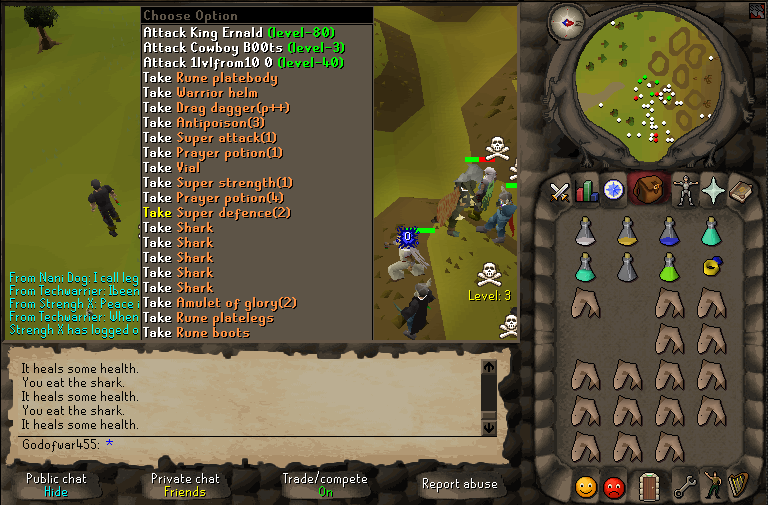 Choose Option
Attack King Ernald (level-80)
Attack Cowboy B00ts (level-3)
Attack 1lvlfrom10 0 (level-40)
Take Rune platebody
Take Warrior helm
Take Drag dagger(p++)
Take Antipoison(3)
Take Super attack(1)
Take Prayer potion(1)
Take Vial
Take Super strength(1)
Take Prayer potion(4)
Take Super defence(2)
Take Shark
Take Shark
Take Shark
Take Shark
Take Shark
Take Amulet of glory(2)
Take Rune platelegs
Take Rune boots
From Nani Dog: I call leg
From Techwarrier: Ibeen
From Strengh X: Peace
From Techwarrier: When
Strengh X has logged o
0
Level: 3
It heals some health.
You eat the shark.
It heals some health.
You eat the shark.
It heals some health.
Godofwar455: *
Public chat
Hide
Private chat
Friends
Trade/compete
On
Report abuse